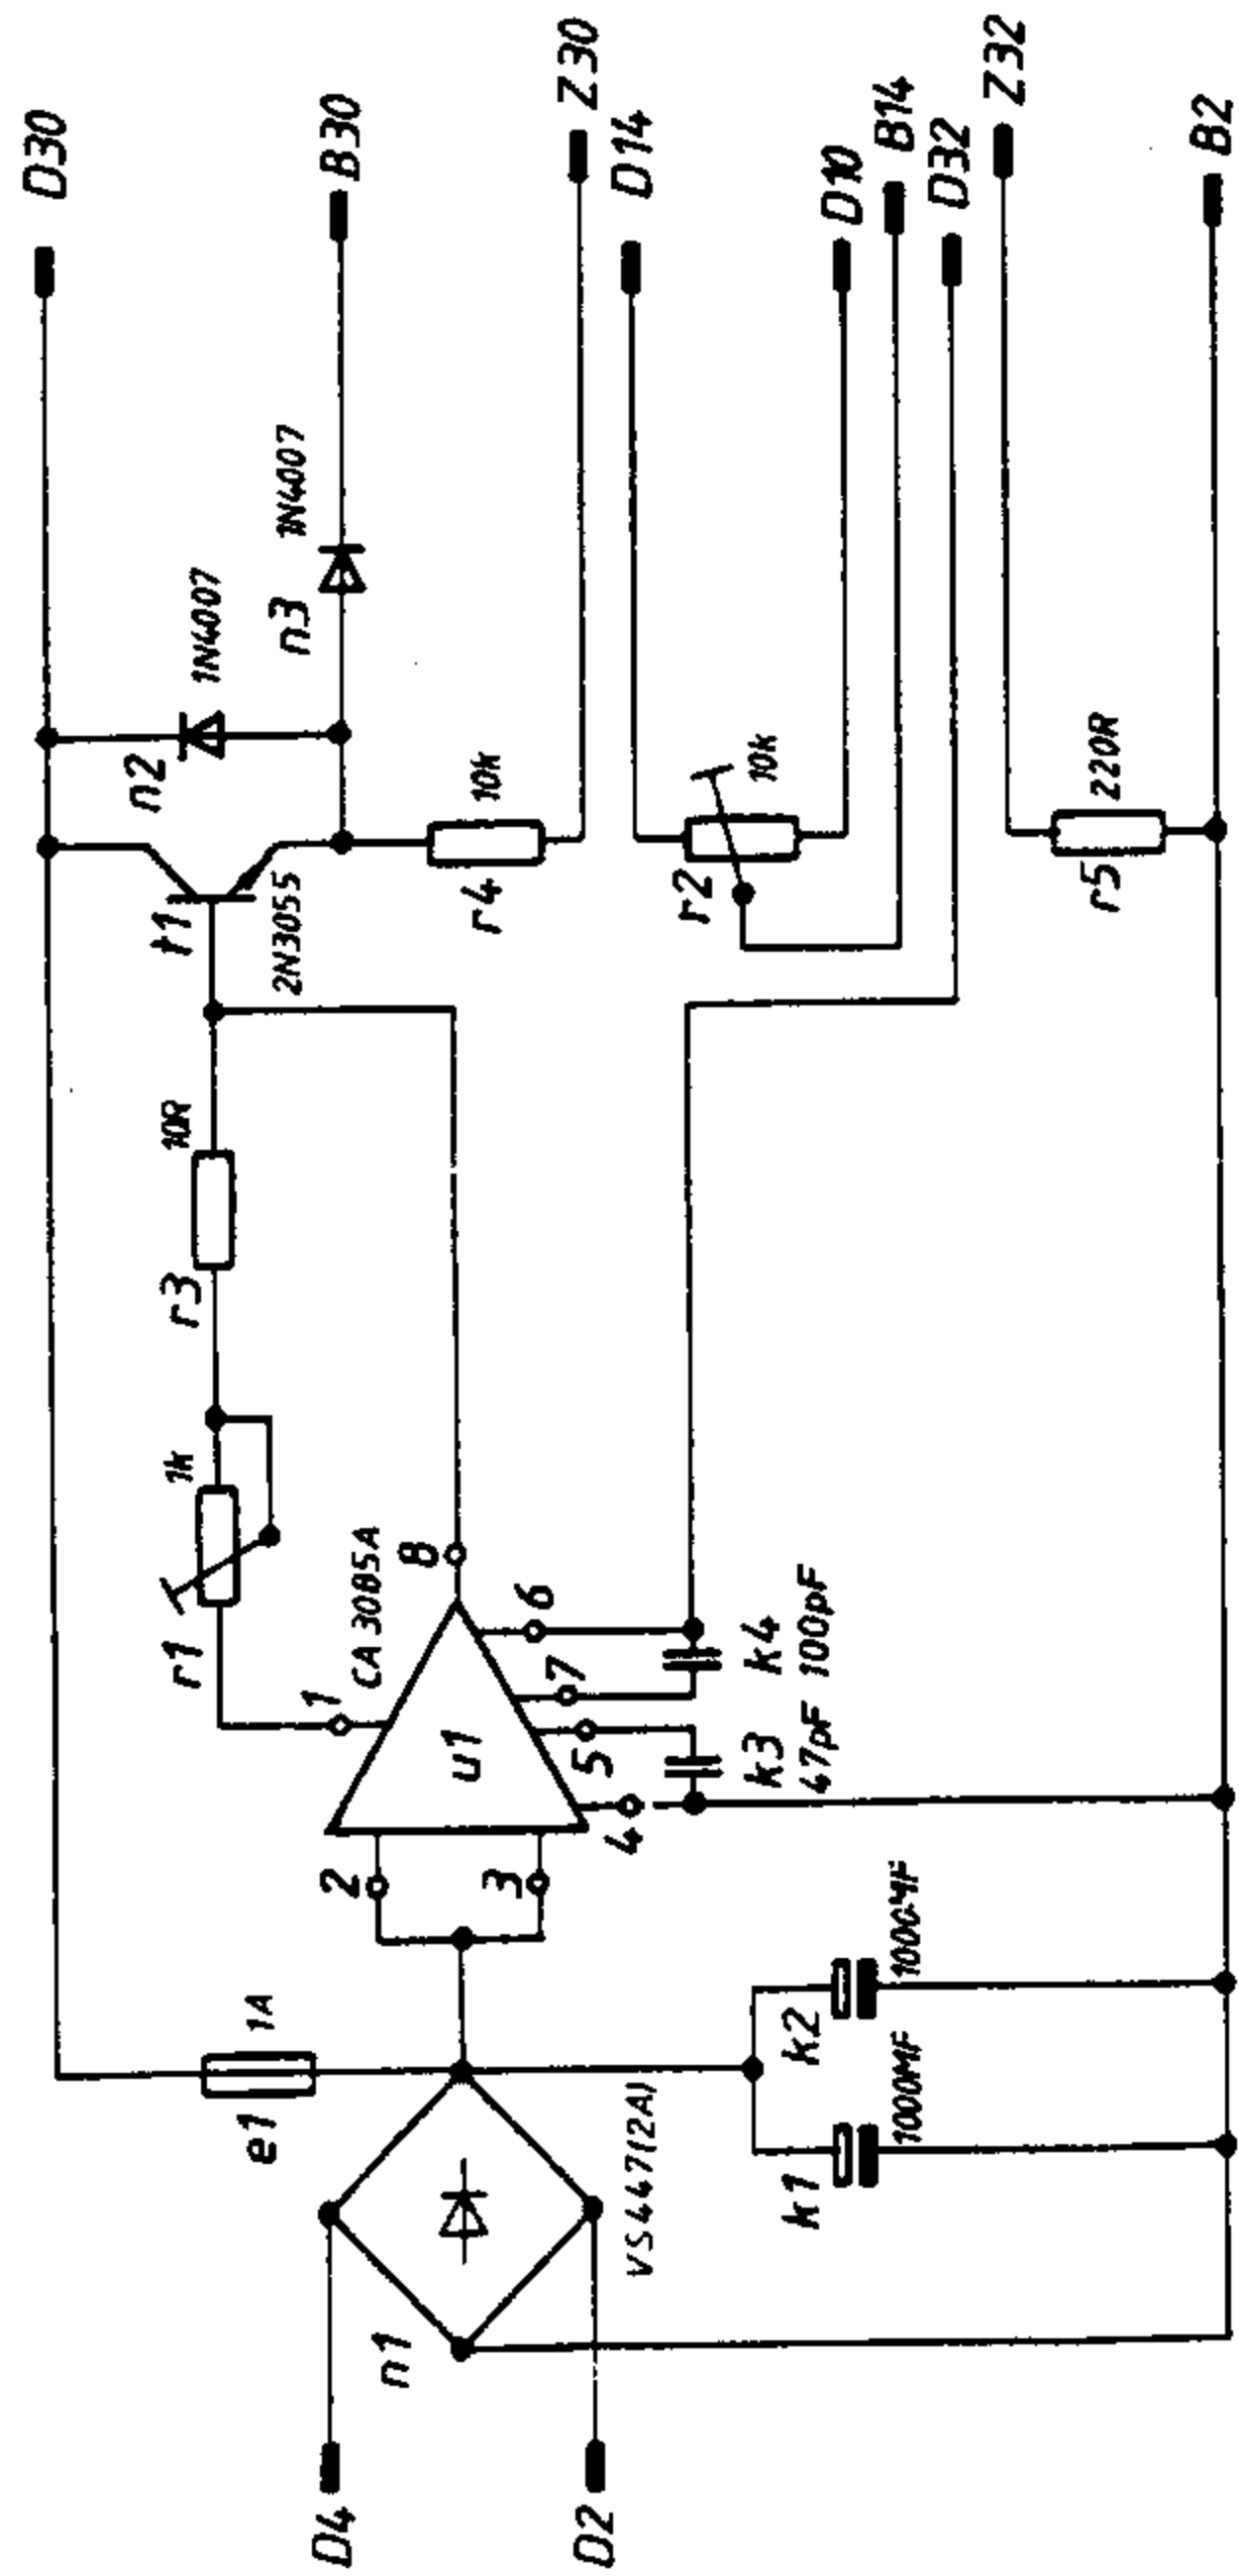 D30
B30
Z30
D14
D10
B14
D32
Z32
B2
1N4007
n2
1N4007
n3
t1
2N3055
r4
10k
r2
10k
r5
220R
10R
r3
1k
r1
CA3085A
1
2
3
4
5
6
7
8
u1
k4
100pF
k3
47pF
1A
e1
k2
1000MF
k1
1000MF
VS447(2A)
n1
D4
D2